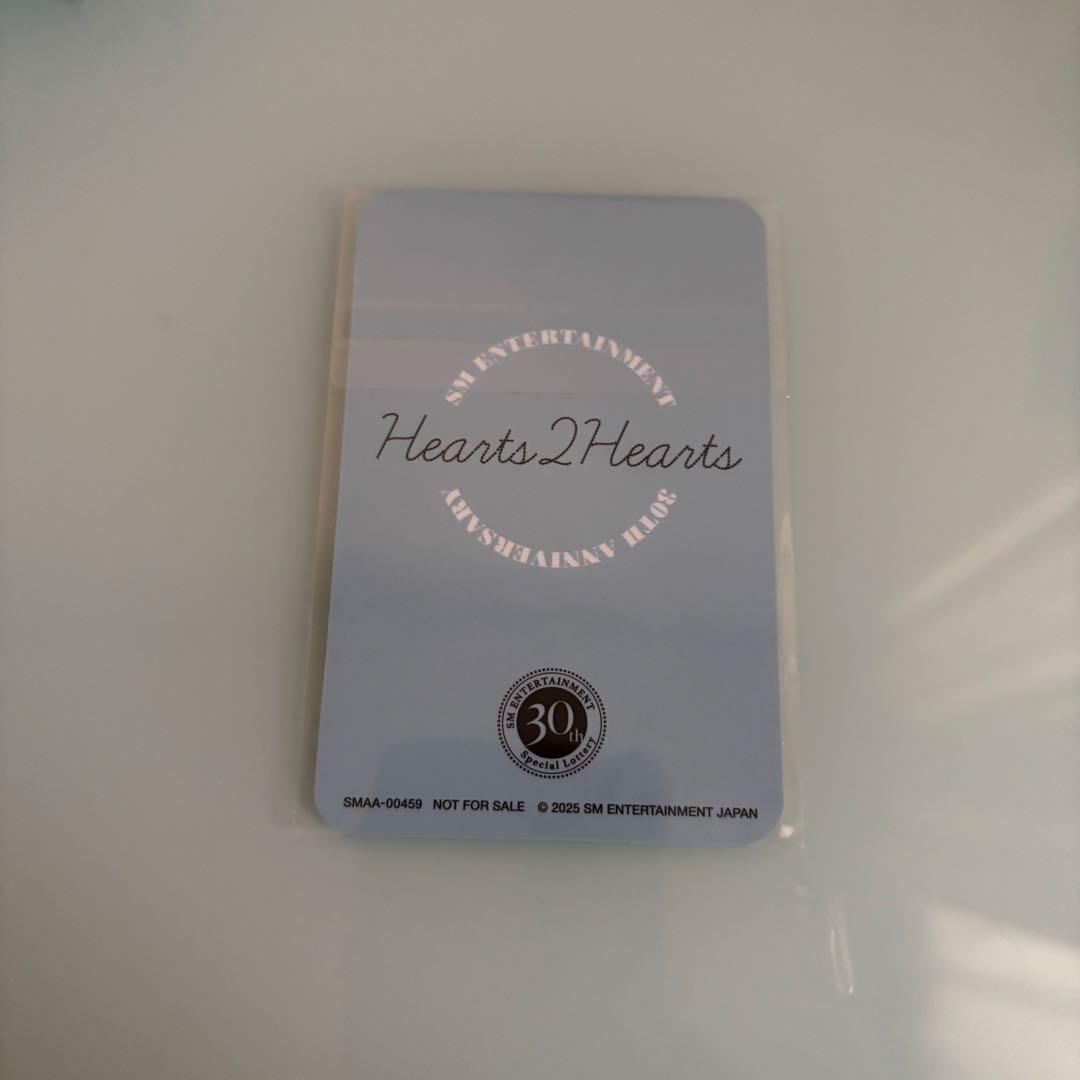 SM ENTERTAINMENT
Hearts2Hearts
30TH ANNIVERSARY
SM ENTERTAINMENT
30th
Special Lottery
SMAA-00459 NOT FOR SALE © 2025 SM ENTERTAINMENT JAPAN